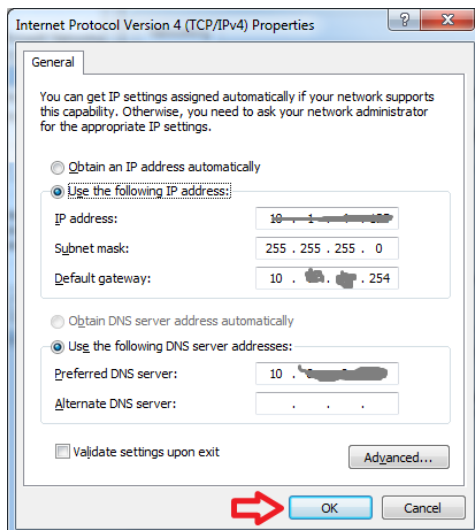 Internet Protocol Version 4 (TCP/IPv4) Properties
General
You can get IP settings assigned automatically if your network supports
this capability. Otherwise, you need to ask your network administrator
for the appropriate IP settings.
Obtain an IP address automatically
Use the following IP address:
IP address: 10 .
Subnet mask: 255 . 255 . 255 . 0
Default gateway: 10 . . . 254
Obtain DNS server address automatically
Use the following DNS server addresses:
Preferred DNS server: 10 .
Alternate DNS server: . . .
Validate settings upon exit
Advanced...
OK Cancel